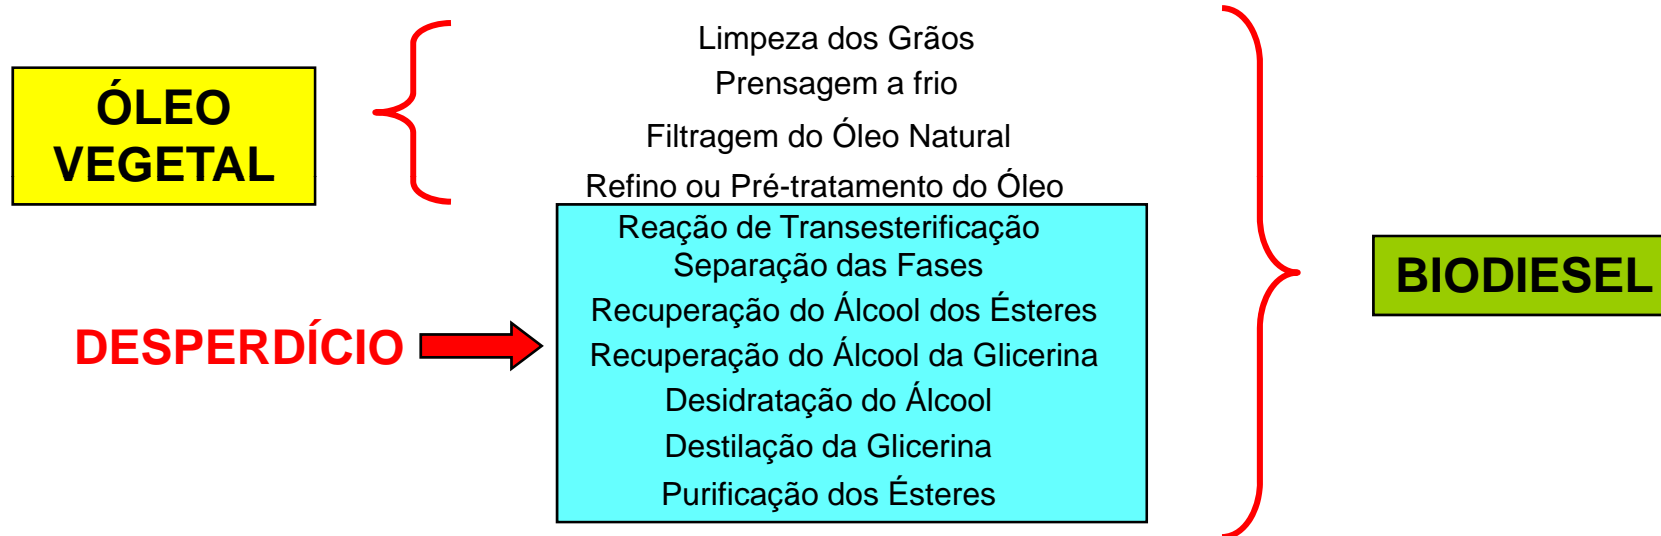 ÓLEO
VEGETAL
Limpeza dos Grãos
Prensagem a frio
Filtragem do Óleo Natural
Refino ou Pré-tratamento do Óleo
Reação de Transesterificação
Separação das Fases
Recuperação do Álcool dos Ésteres
Recuperação do Álcool da Glicerina
Desidratação do Álcool
Destilação da Glicerina
Purificação dos Ésteres
DESPERDÍCIO
BIODIESEL